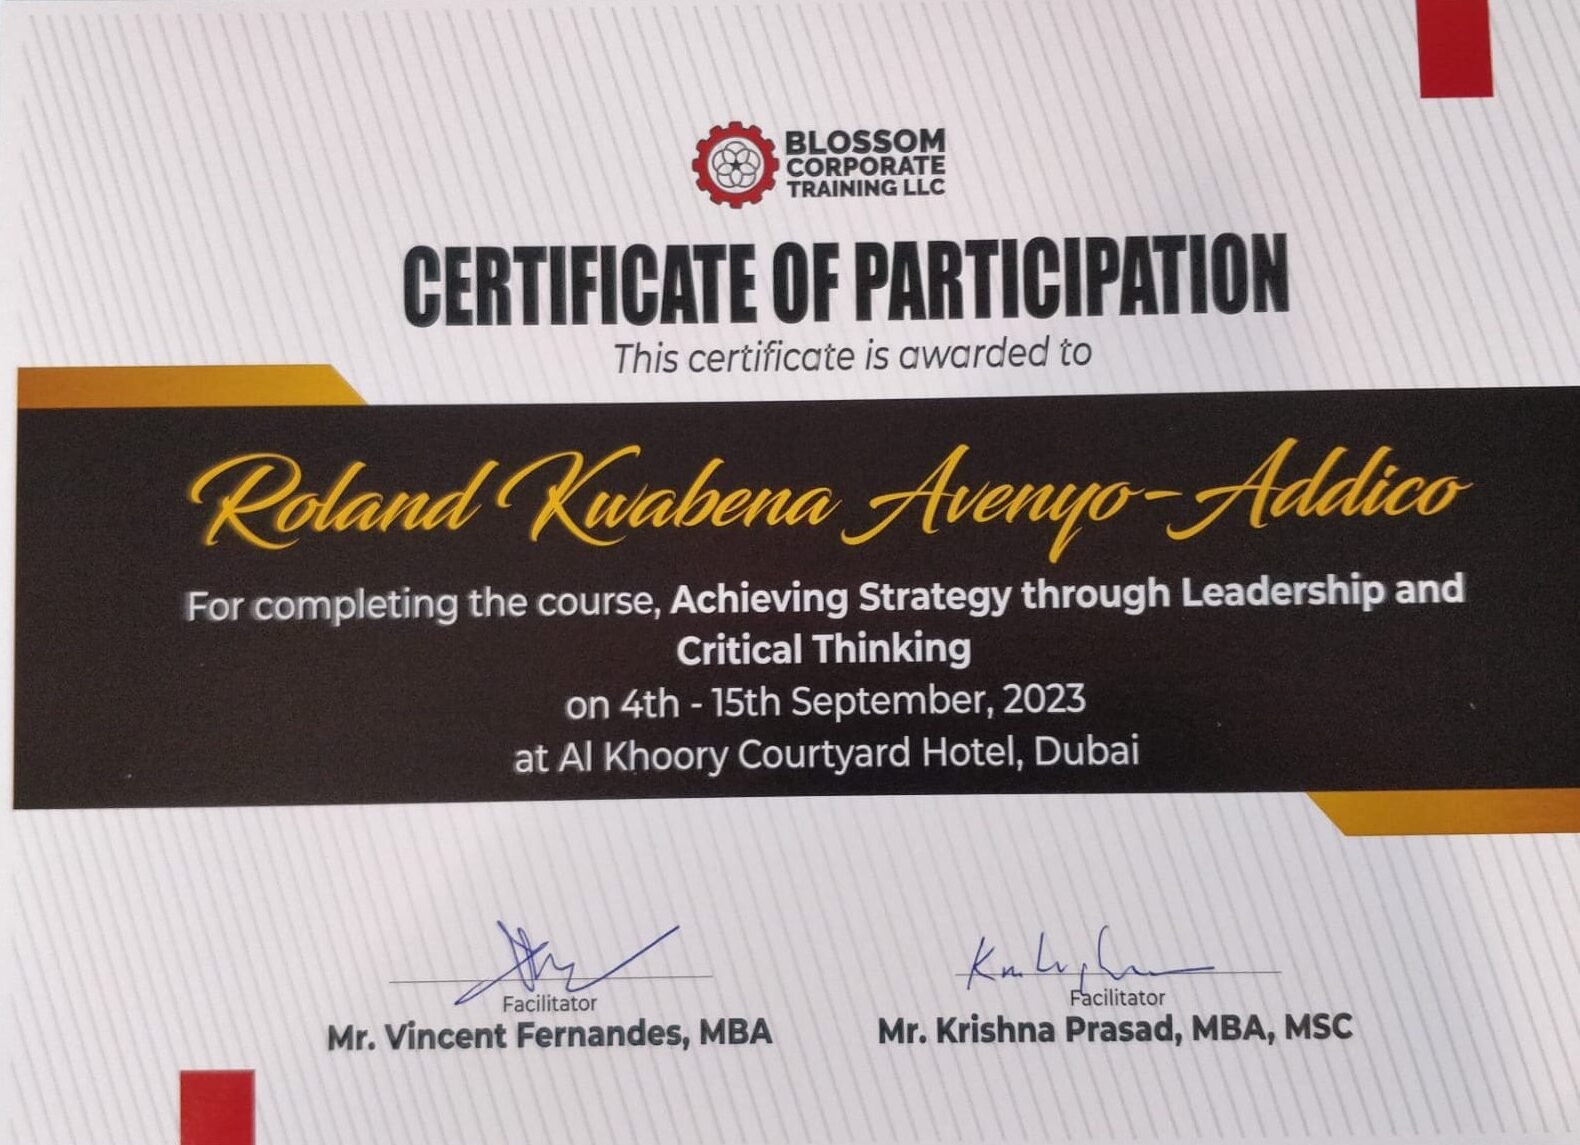 BLOSSOM
CORPORATE
TRAINING LLC
CERTIFICATE OF PARTICIPATION
This certificate is awarded to
Roland Kwabena Avenyo-Addico
For completing the course, Achieving Strategy through Leadership and
Critical Thinking
on 4th - 15th September, 2023
at Al Khoory Courtyard Hotel, Dubai
Facilitator
Mr. Vincent Fernandes, MBA
Facilitator
Mr. Krishna Prasad, MBA, MSC